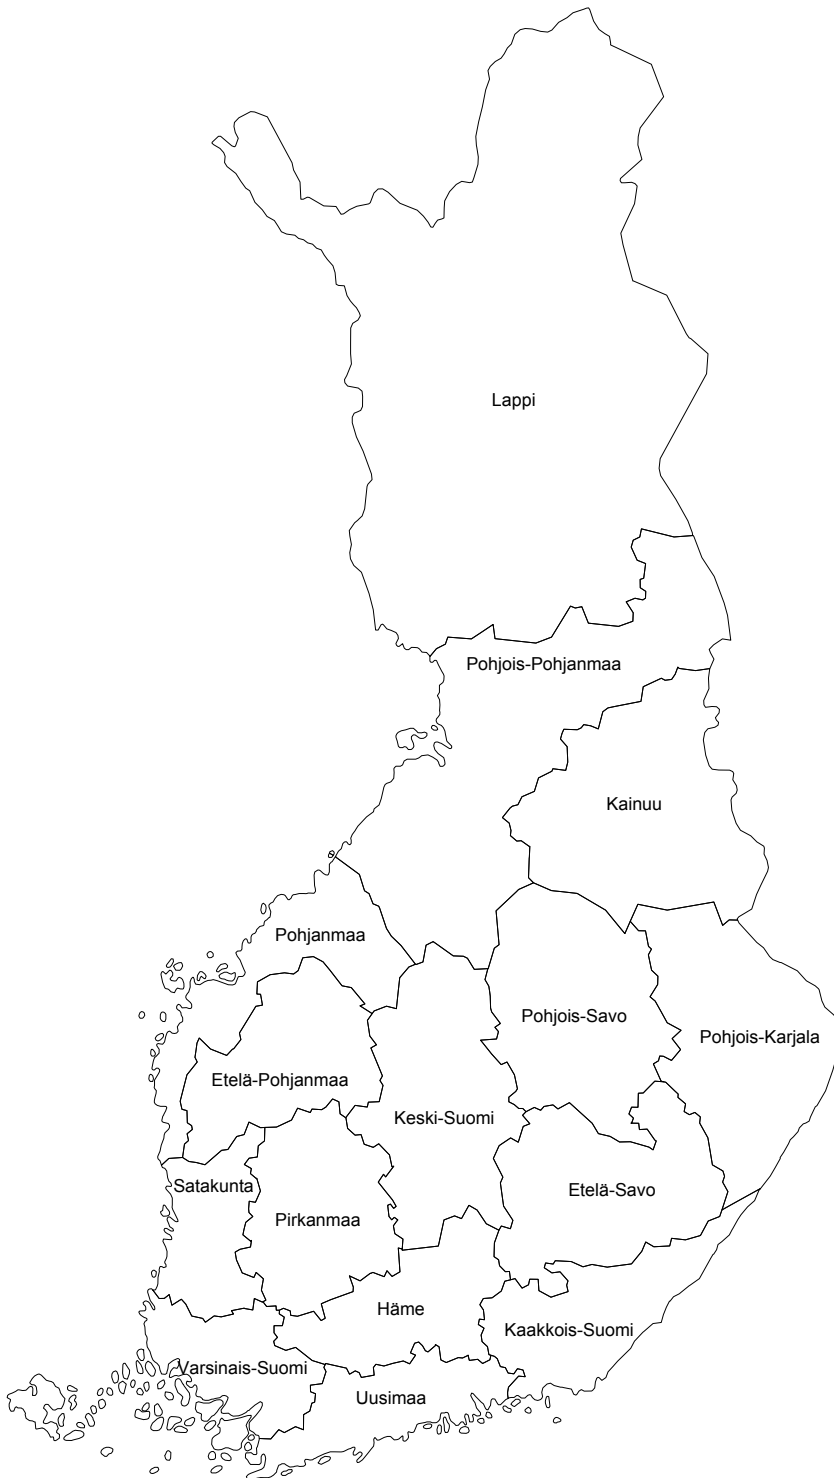 Lappi
Pohjois-Pohjanmaa
Kainuu
Pohjanmaa
Pohjois-Savo
Pohjois-Karjala
Etelä-Pohjanmaa
Keski-Suomi
Satakunta
Etelä-Savo
Pirkanmaa
Häme
Kaakkois-Suomi
Varsinais-Suomi
Uusimaa